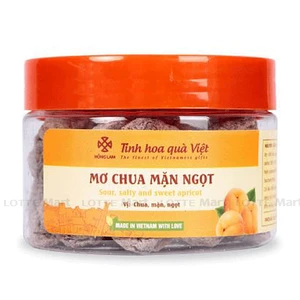 HỒNG LAM
Tinh hoa quà Việt
The finest of Vietnamese gifts
MƠ CHUA MẶN NGỌT
Sour, salty and sweet apricot
Vị: Chua, mặn, ngọt
MADE IN VIETNAM WITH LOVE
LOTTE Mart